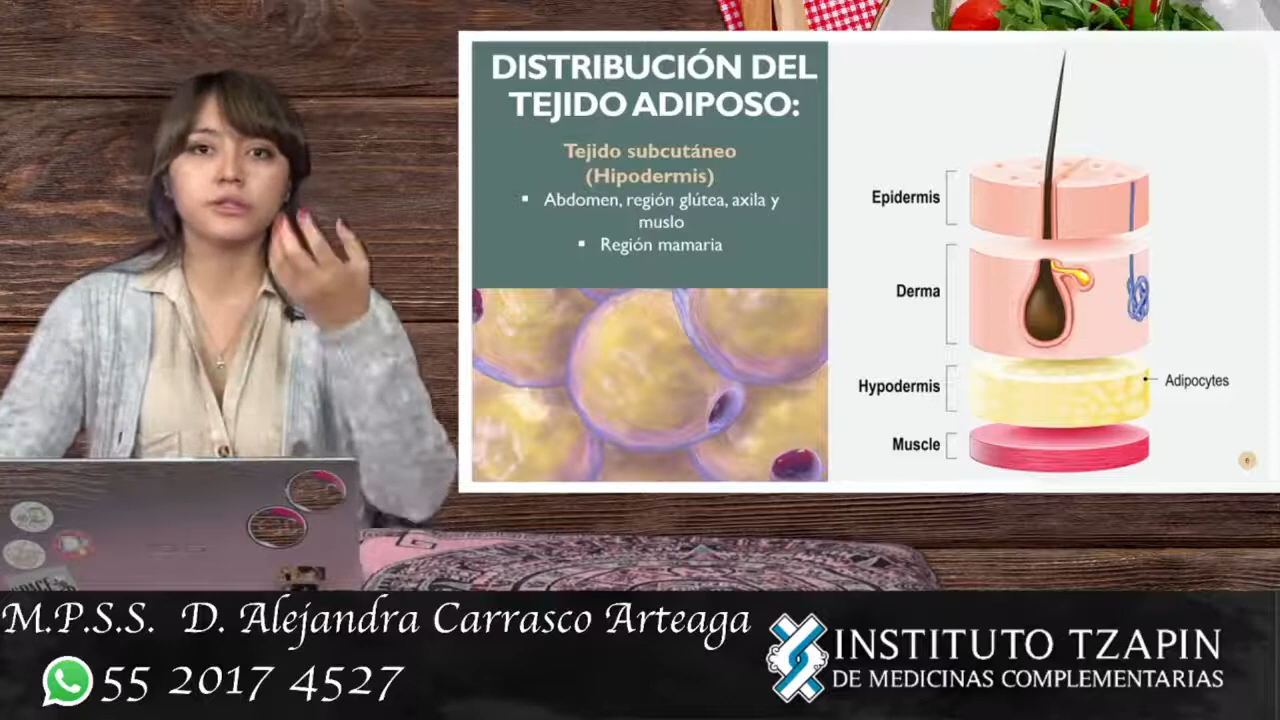 DISTRIBUCIÓN DEL
TEJIDO ADIPOSO:
Tejido subcutáneo
(Hipodermis)
▪ Abdomen, región glútea, axila y
muslo
▪ Región mamaria
Epidermis
Derma
Hypodermis
Adipocytes
Muscle
6
M.P.S.S. D. Alejandra Carrasco Arteaga
55 2017 4527
INSTITUTO TZAPIN
DE MEDICINAS COMPLEMENTARIAS